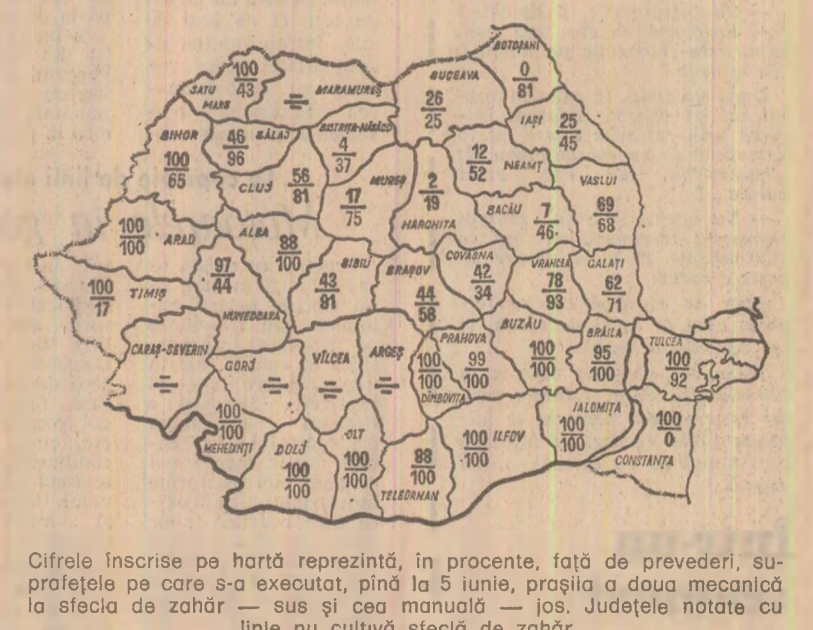 BOTOŞANI
0
81
SUCEAVA
26
25
100
43
SATU
MARE
MARAMUREŞ
=
IAŞI
25
45
BISTRIŢA-NĂSĂUD
4
37
BIHOR
100
65
46
96
SĂLAJ
12
52
NEAMŢ
CLUJ
56
81
MUREŞ
17
75
2
19
HARGHITA
VASLUI
69
68
BACĂU
7
46
100
100
ARAD
ALBA
88
100
97
44
HUNEDOARA
SIBIU
43
91
BRAŞOV
44
58
COVASNA
42
34
VRANCEA
78
93
GALAŢI
62
71
100
17
TIMIŞ
CARAŞ-SEVERIN
=
GORJ
=
VÎLCEA
=
ARGEŞ
=
PRAHOVA
99
100
100
100
DÎMBOVIŢA
BUZĂU
100
100
BRĂILA
95
100
TULCEA
100
92
100
100
MEHEDINŢI
DOLJ
100
100
OLT
100
100
88
100
TELEORMAN
100
100
ILFOV
IALOMIŢA
100
100
100
0
CONSTANŢA
Cifrele înscrise pe hartă reprezintă, în procente, faţă de prevederi, su-
prafeţele pe care s-a executat, pînă la 5 iunie, praşila a doua mecanică
la sfecla de zahăr — sus şi cea manuală — jos. Judeţele notate cu
linie nu cultivă sfeclă de zahăr